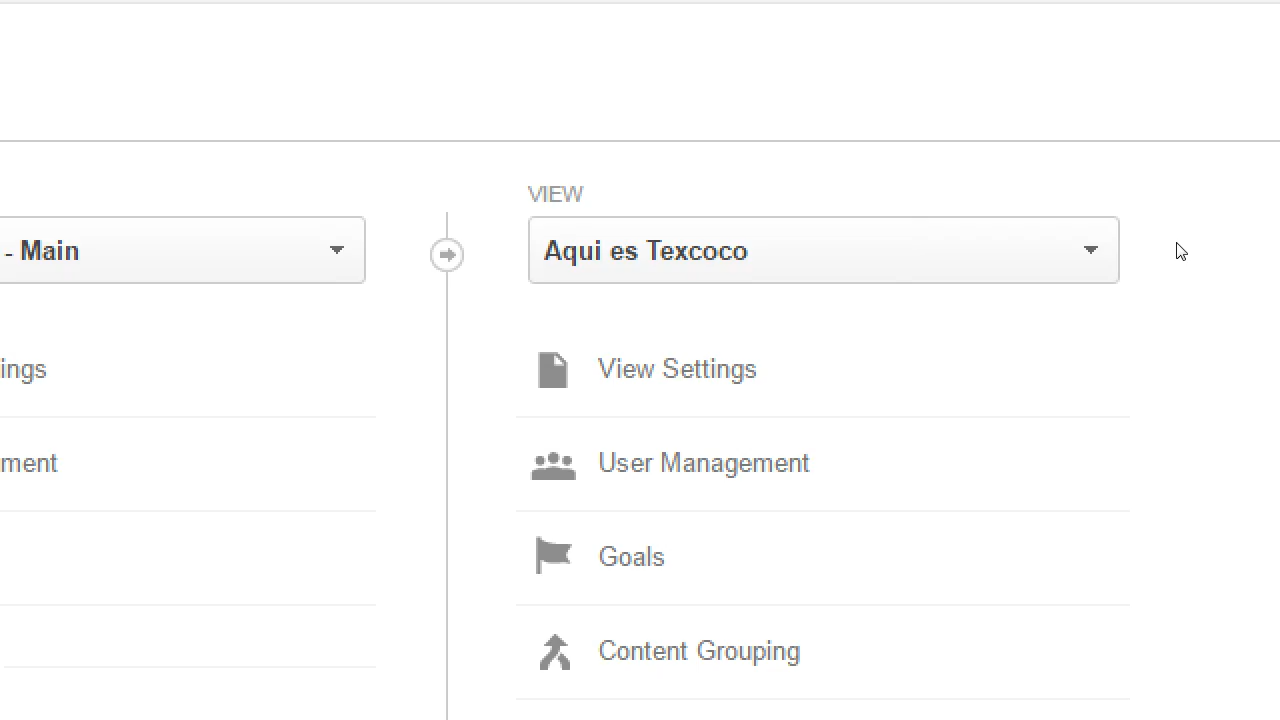 VIEW
- Main
Aqui es Texcoco
ings
View Settings
ment
User Management
Goals
Content Grouping